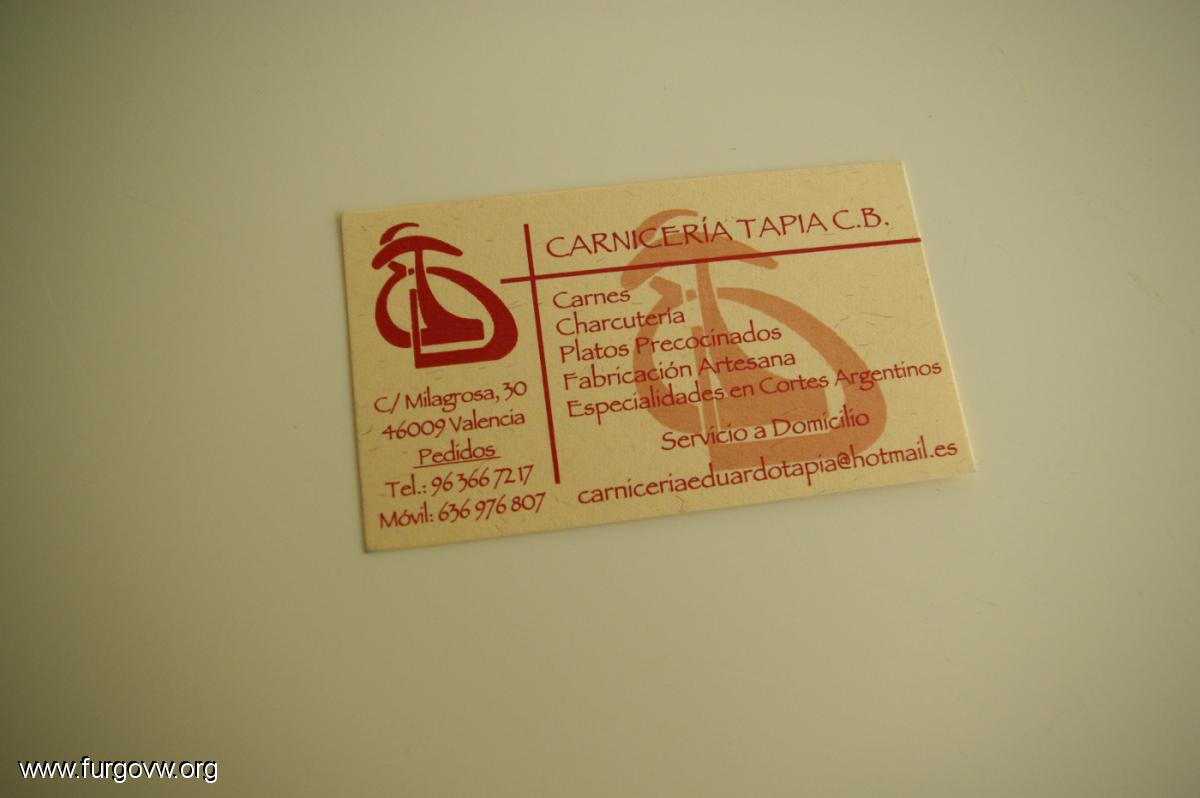 CARNICERÍA TAPIA C.B.
Carnes
Charcutería
Platos Precocinados
Fabricación Artesana
Especialidades en Cortes Argentinos
Servicio a Domicilio
carniceriaeduardotapia@hotmail.es
C/ Milagrosa, 30
46009 Valencia
Pedidos
Tel.: 96 366 72 17
Móvil: 636 976 807
www.furgovw.org